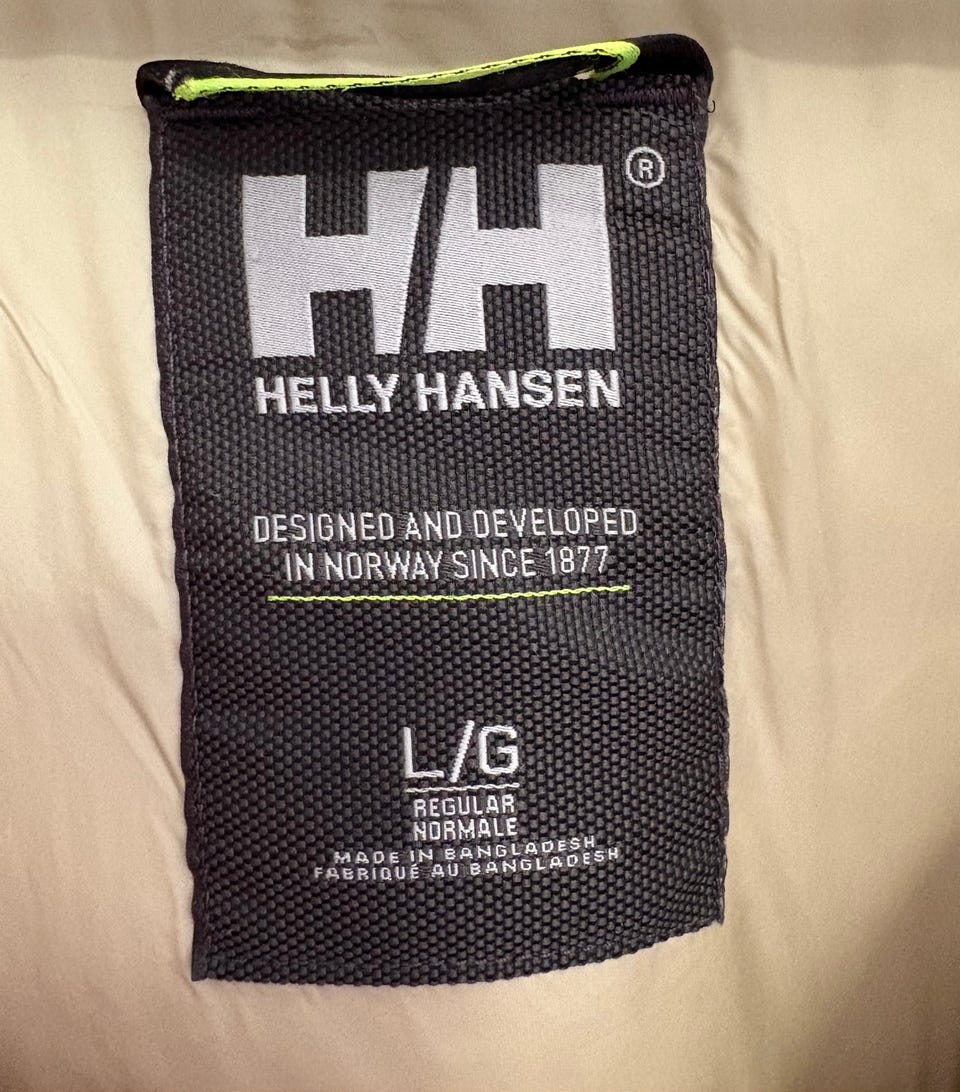 HH®
HELLY HANSEN
DESIGNED AND DEVELOPED
IN NORWAY SINCE 1877
L/G
REGULAR
NORMALE
MADE IN BANGLADESH
FABRIQUÉ AU BANGLADESH